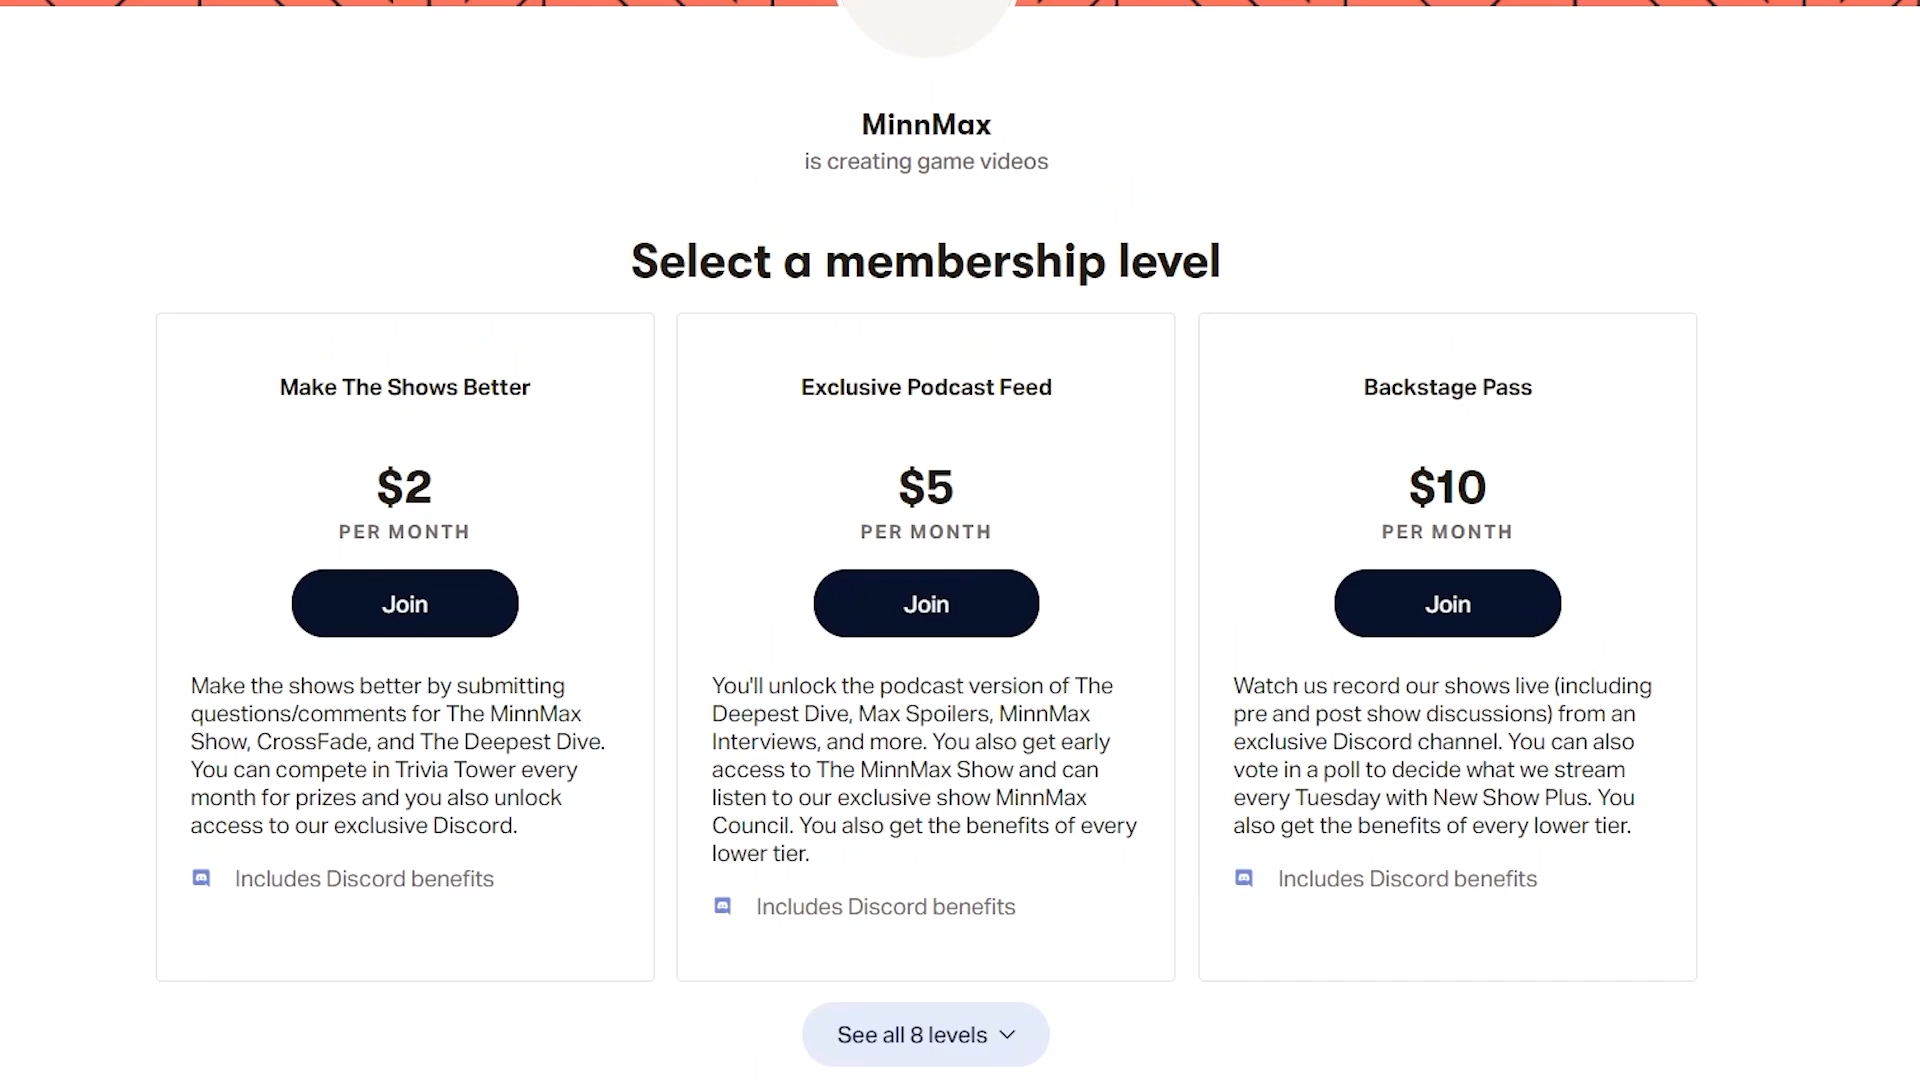 MinnMax
is creating game videos
Select a membership level
Make The Shows Better
$2
PER MONTH
Join
Make the shows better by submitting
questions/comments for The MinnMax
Show, CrossFade, and The Deepest Dive.
You can compete in Trivia Tower every
month for prizes and you also unlock
access to our exclusive Discord.
Includes Discord benefits
Exclusive Podcast Feed
$5
PER MONTH
Join
You'll unlock the podcast version of The
Deepest Dive, Max Spoilers, MinnMax
Interviews, and more. You also get early
access to The MinnMax Show and can
listen to our exclusive show MinnMax
Council. You also get the benefits of every
lower tier.
Includes Discord benefits
Backstage Pass
$10
PER MONTH
Join
Watch us record our shows live (including
pre and post show discussions) from an
exclusive Discord channel. You can also
vote in a poll to decide what we stream
every Tuesday with New Show Plus. You
also get the benefits of every lower tier.
Includes Discord benefits
See all 8 levels